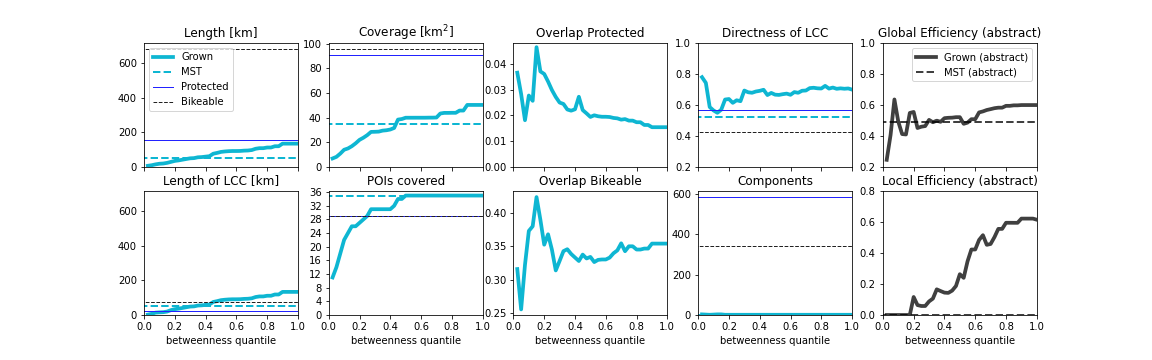 Length [km]
600
400
200
0
Grown
MST
Protected
Bikeable
Coverage [km²]
100
80
60
40
20
0
Overlap Protected
0.04
0.03
0.02
0.01
0.00
Directness of LCC
1.0
0.8
0.6
0.4
0.2
Global Efficiency (abstract)
1.0
0.8
0.6
0.4
0.2
Grown (abstract)
MST (abstract)
Length of LCC [km]
600
400
200
0
0.0 0.2 0.4 0.6 0.8 1.0
betweenness quantile
POIs covered
36
32
28
24
20
16
12
8
4
0
0.0 0.2 0.4 0.6 0.8 1.0
betweenness quantile
Overlap Bikeable
0.40
0.35
0.30
0.25
0.0 0.2 0.4 0.6 0.8 1.0
betweenness quantile
Components
600
400
200
0
0.0 0.2 0.4 0.6 0.8 1.0
betweenness quantile
Local Efficiency (abstract)
0.8
0.6
0.4
0.2
0.0
0.0 0.2 0.4 0.6 0.8 1.0
betweenness quantile